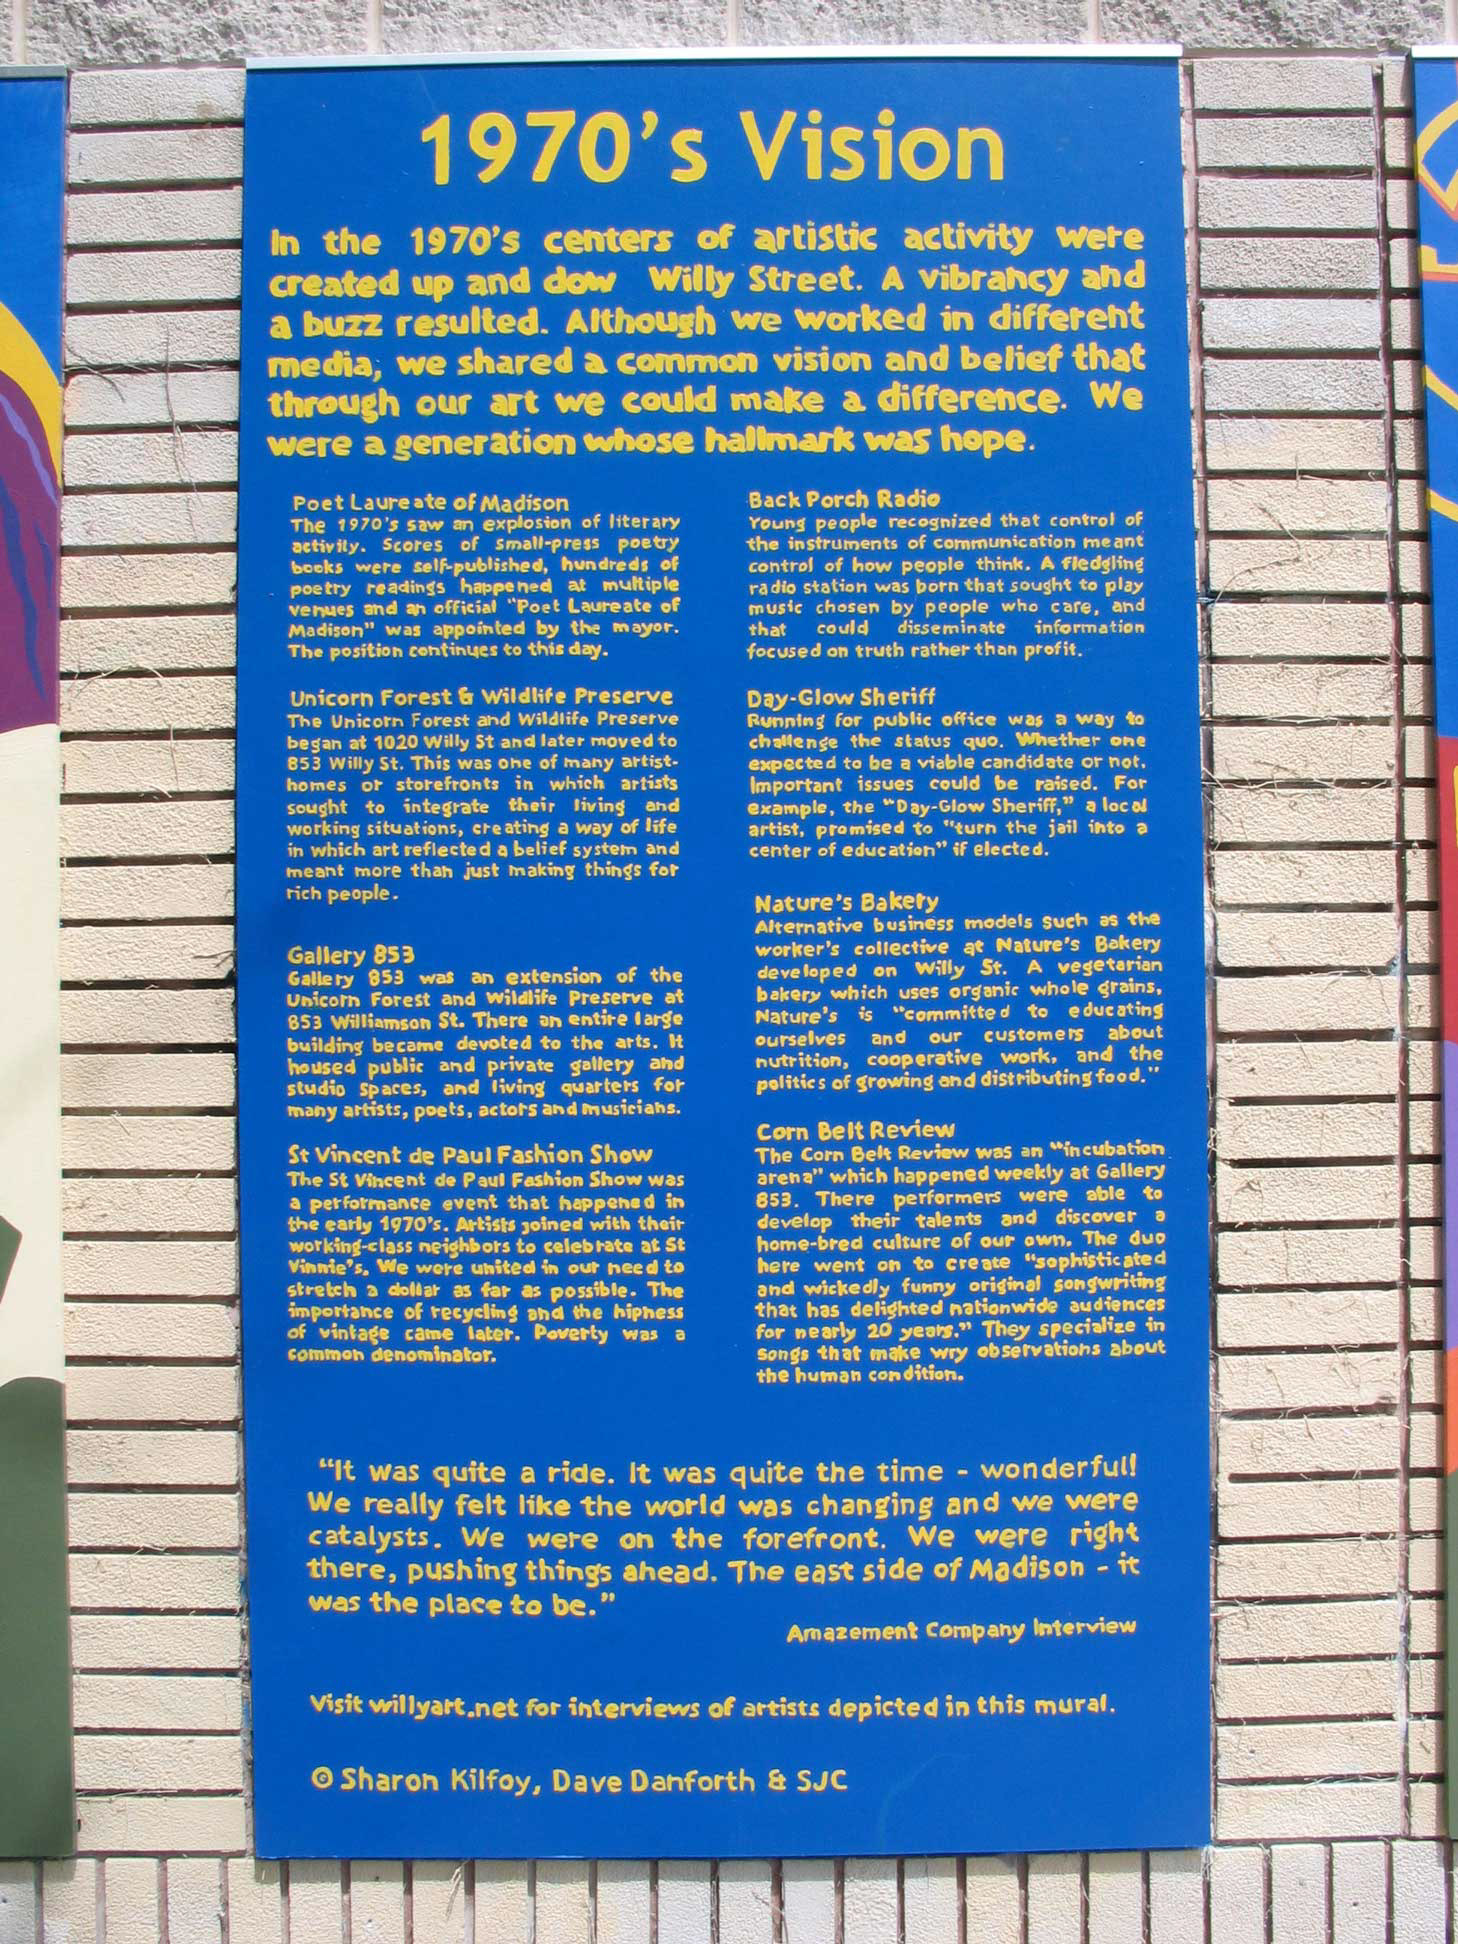 1970's Vision
In the 1970's centers of artistic activity were
created up and dow Willy Street. A vibrancy and
a buzz resulted. Although we worked in different
media, we shared a common vision and belief that
through our art we could make a difference. We
were a generation whose hallmark was hope.
Poet Laureate of Madison
The 1970's saw an explosion of literary
activity. Scores of small-press poetry
books were self-published, hundreds of
poetry readings happened at multiple
venues and an official "Poet Laureate of
Madison" was appointed by the mayor.
The position continues to this day.
Unicorn Forest & Wildlife Preserve
The Unicorn Forest and Wildlife Preserve
began at 1020 Willy St and later moved to
853 Willy St. This was one of many artist-
homes or storefronts in which artists
sought to integrate their living and
working situations, creating a way of life
in which art reflected a belief system and
meant more than just making things for
rich people.
Gallery 853
Gallery 853 was an extension of the
Unicorn Forest and Wildlife Preserve at
853 Williamson St. There an entire large
building became devoted to the arts. It
housed public and private gallery and
studio spaces, and living quarters for
many artists, poets, actors and musicians.
St Vincent de Paul Fashion Show
The St Vincent de Paul Fashion Show was
a performance event that happened in
the early 1970's. Artists joined with their
working-class neighbors to celebrate at St
Vinnie's. We were united in our need to
stretch a dollar as far as possible. The
importance of recycling and the hipness
of vintage came later. Poverty was a
common denominator.
Back Porch Radio
Young people recognized that control of
the instruments of communication meant
control of how people think. A fledgling
radio station was born that sought to play
music chosen by people who care, and
that could disseminate information
focused on truth rather than profit.
Day-Glow Sheriff
Running for public office was a way to
challenge the status quo. Whether one
expected to be a viable candidate or not,
important issues could be raised. For
example, the "Day-Glow Sheriff," a local
artist, promised to "turn the jail into a
center of education" if elected.
Nature's Bakery
Alternative business models such as the
worker's collective at Nature's Bakery
developed on Willy St. A vegetarian
bakery which uses organic whole grains,
Nature's is "committed to educating
ourselves and our customers about
nutrition, cooperative work, and the
politics of growing and distributing food."
Corn Belt Review
The Corn Belt Review was an "incubation
arena" which happened weekly at Gallery
853. There performers were able to
develop their talents and discover a
home-bred culture of our own. The duo
here went on to create "sophisticated
and wickedly funny original songwriting
that has delighted nationwide audiences
for nearly 20 years." They specialize in
songs that make wry observations about
the human condition.
"It was quite a ride. It was quite the time - wonderful!
We really felt like the world was changing and we were
catalysts. We were on the forefront. We were right
there, pushing things ahead. The east side of Madison - it
was the place to be."
Amazement Company Interview
Visit willyart.net for interviews of artists depicted in this mural.
© Sharon Kilfoy, Dave Danforth & SJC